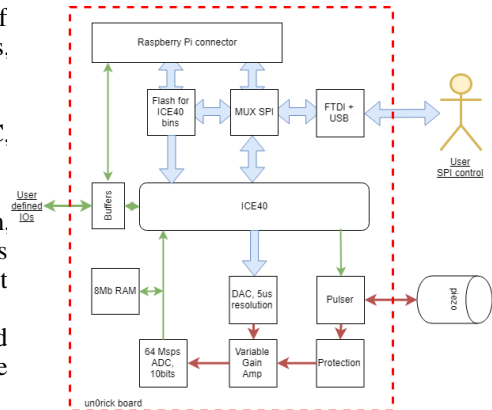 of
s,
C,
n,
s
t
d
e
Raspberry Pi connector
Flash for
ICE40
bins
MUX SPI
FTDI +
USB
User
SPI control
User
defined
IOs
Buffers
ICE40
8Mb RAM
DAC, 5us
resolution
Pulser
piezo
64 Msps
ADC,
10bits
Variable
Gain
Amp
Protection
un0rick board